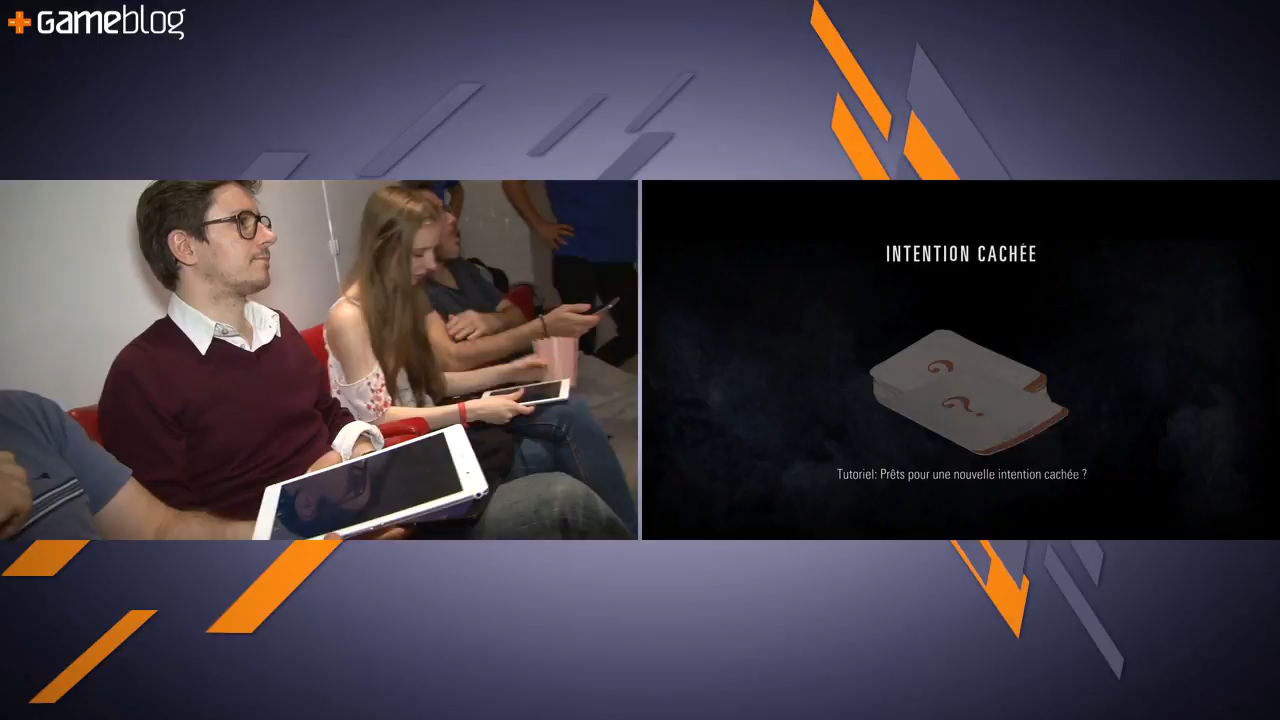 Gameblog
INTENTION CACHÉE
? ?
Tutoriel: Prêts pour une nouvelle intention cachée ?